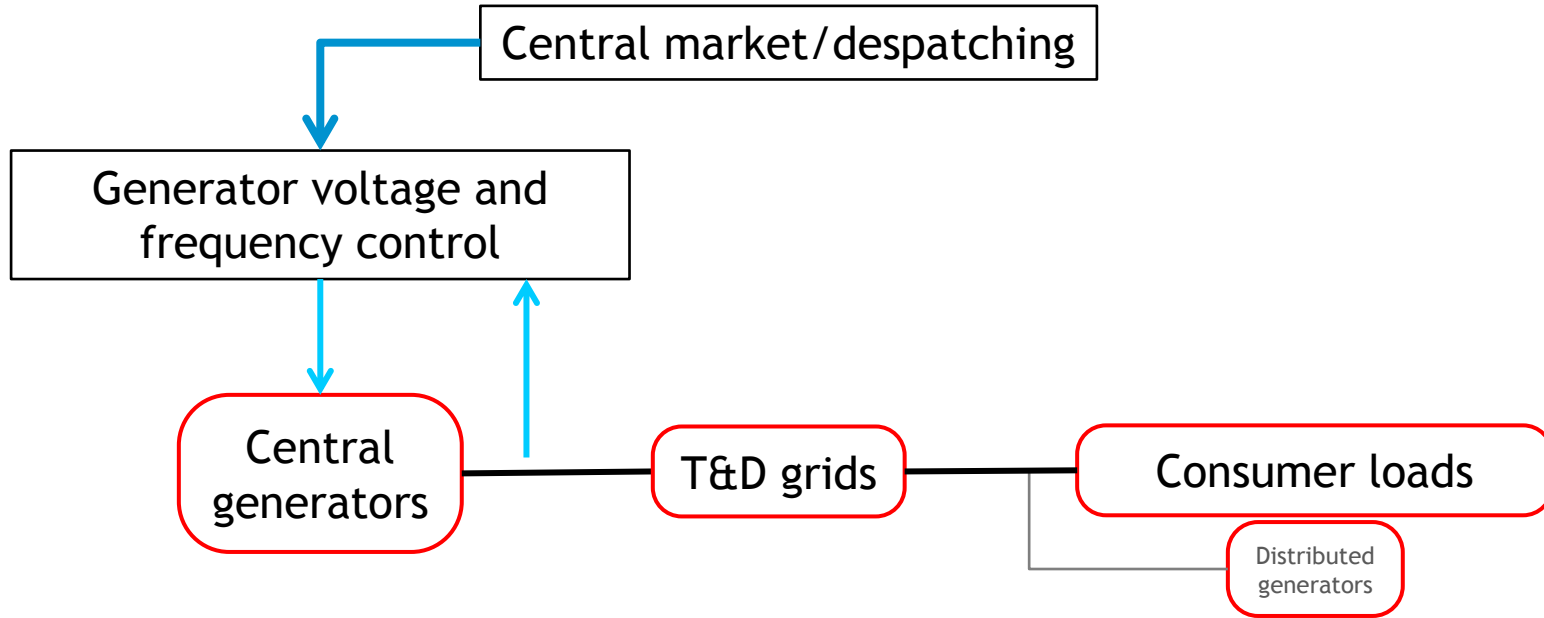 Central market/despatching
Generator voltage and
frequency control
Central
generators
T&D grids
Consumer loads
Distributed
generators